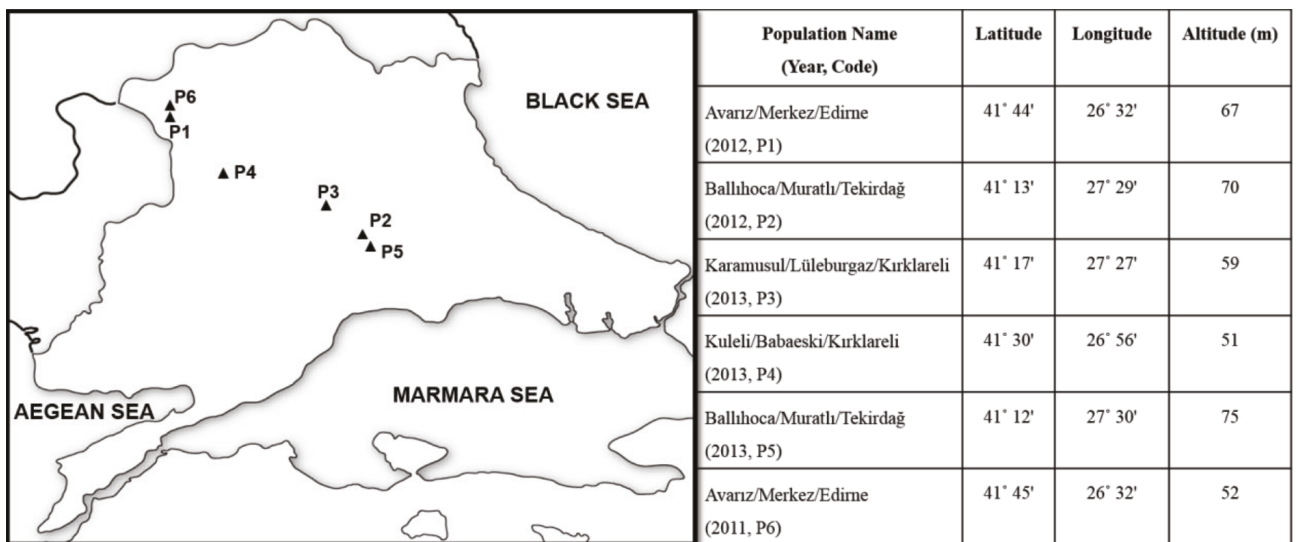 P6
P1
P4
P3
P2
P5
BLACK SEA
MARMARA SEA
AEGEAN SEA
Population Name Latitude Longitude Altitude (m)
(Year, Code)
Avarız/Merkez/Edirne 41° 44' 26° 32' 67
(2012, P1)
Ballıhoca/Muratlı/Tekirdağ 41° 13' 27° 29' 70
(2012, P2)
Karamusul/Lüleburgaz/Kırklareli 41° 17' 27° 27' 59
(2013, P3)
Kuleli/Babaeski/Kırklareli 41° 30' 26° 56' 51
(2013, P4)
Ballıhoca/Muratlı/Tekirdağ 41° 12' 27° 30' 75
(2013, P5)
Avarız/Merkez/Edirne 41° 45' 26° 32' 52
(2011, P6)